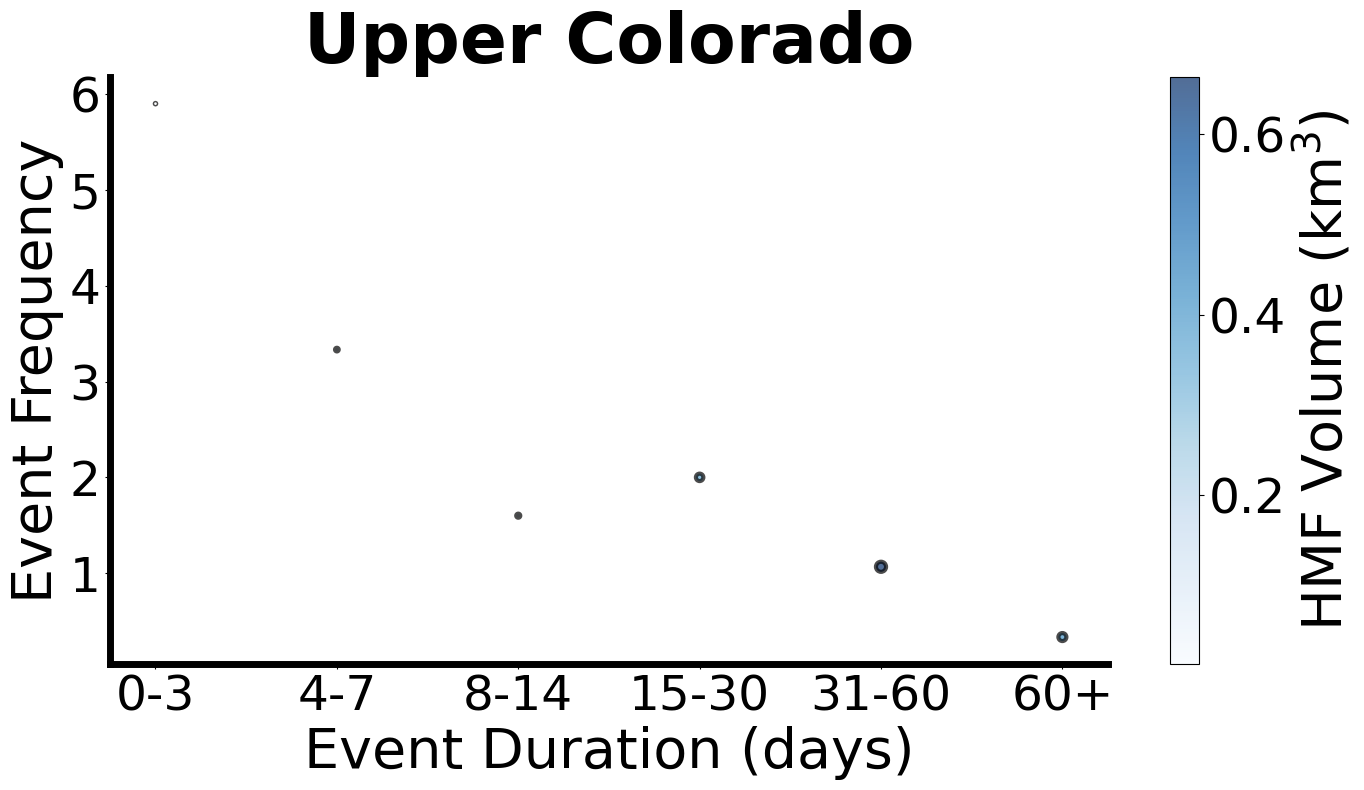 Upper Colorado
Event Frequency
6
5
4
3
2
1
0-3 4-7 8-14 15-30 31-60 60+
Event Duration (days)
0.6
0.4
0.2
HMF Volume (km³)